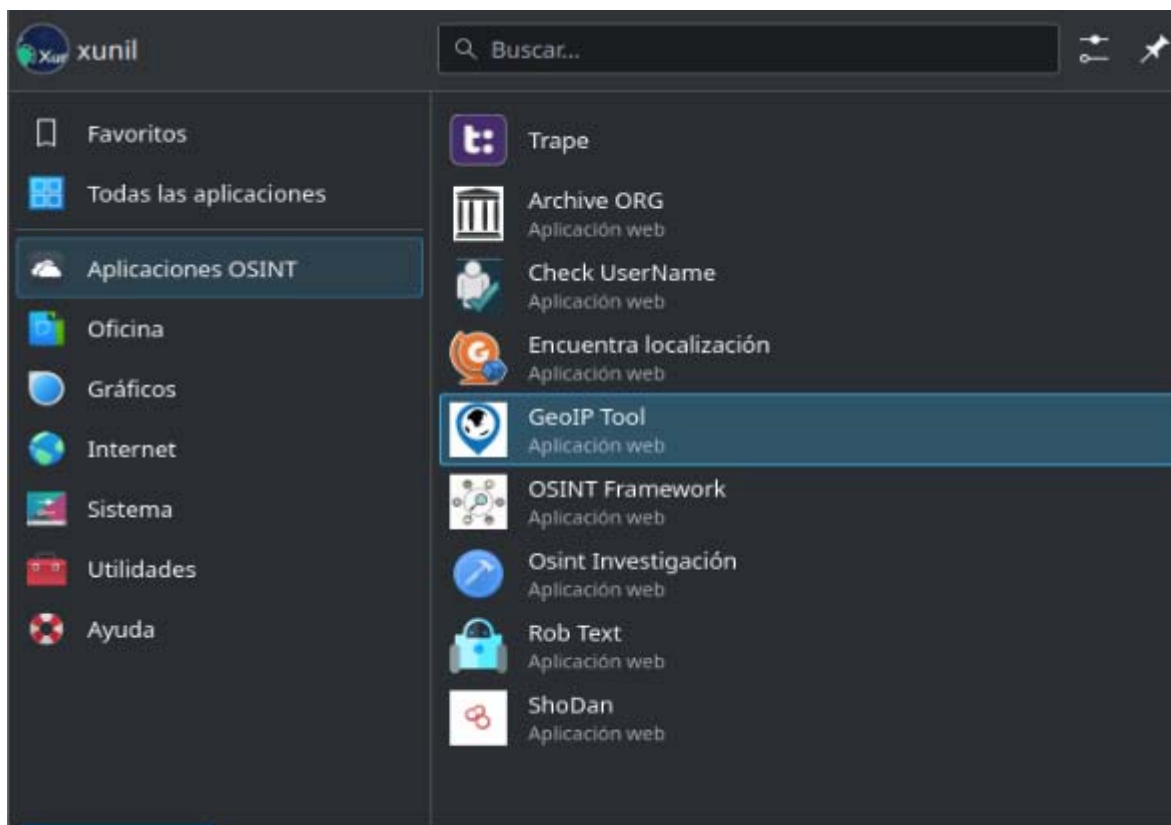 xunil
Buscar...
Favoritos
Todas las aplicaciones
Aplicaciones OSINT
Oficina
Gráficos
Internet
Sistema
Utilidades
Ayuda
t:
Trape
Archive ORG
Aplicación web
Check UserName
Aplicación web
G
Encuentra localización
Aplicación web
GeoIP Tool
Aplicación web
OSINT Framework
Aplicación web
Osint Investigación
Aplicación web
Rob Text
Aplicación web
ShoDan
Aplicación web